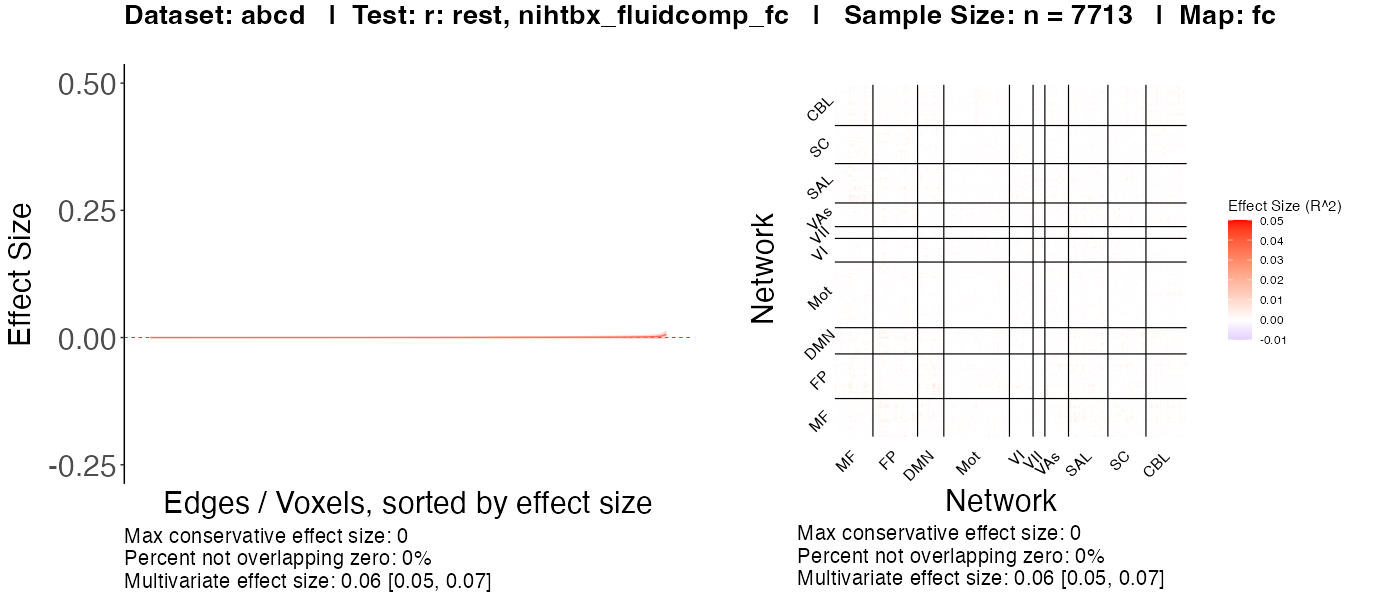 Dataset: abcd | Test: r: rest, nihtbx_fluidcomp_fc | Sample Size: n = 7713 | Map: fc
Effect Size
0.50
0.25
0.00
-0.25
Edges / Voxels, sorted by effect size
Max conservative effect size: 0
Percent not overlapping zero: 0%
Multivariate effect size: 0.06 [0.05, 0.07]
Network
CBL
SC
SAL
VAs
VII
VI
Mot
DMN
FP
MF
MF
FP
DMN
Mot
VI
VII
VAs
SAL
SC
CBL
Network
Max conservative effect size: 0
Percent not overlapping zero: 0%
Multivariate effect size: 0.06 [0.05, 0.07]
Effect Size (R^2)
0.05
0.04
0.03
0.02
0.01
0.00
-0.01